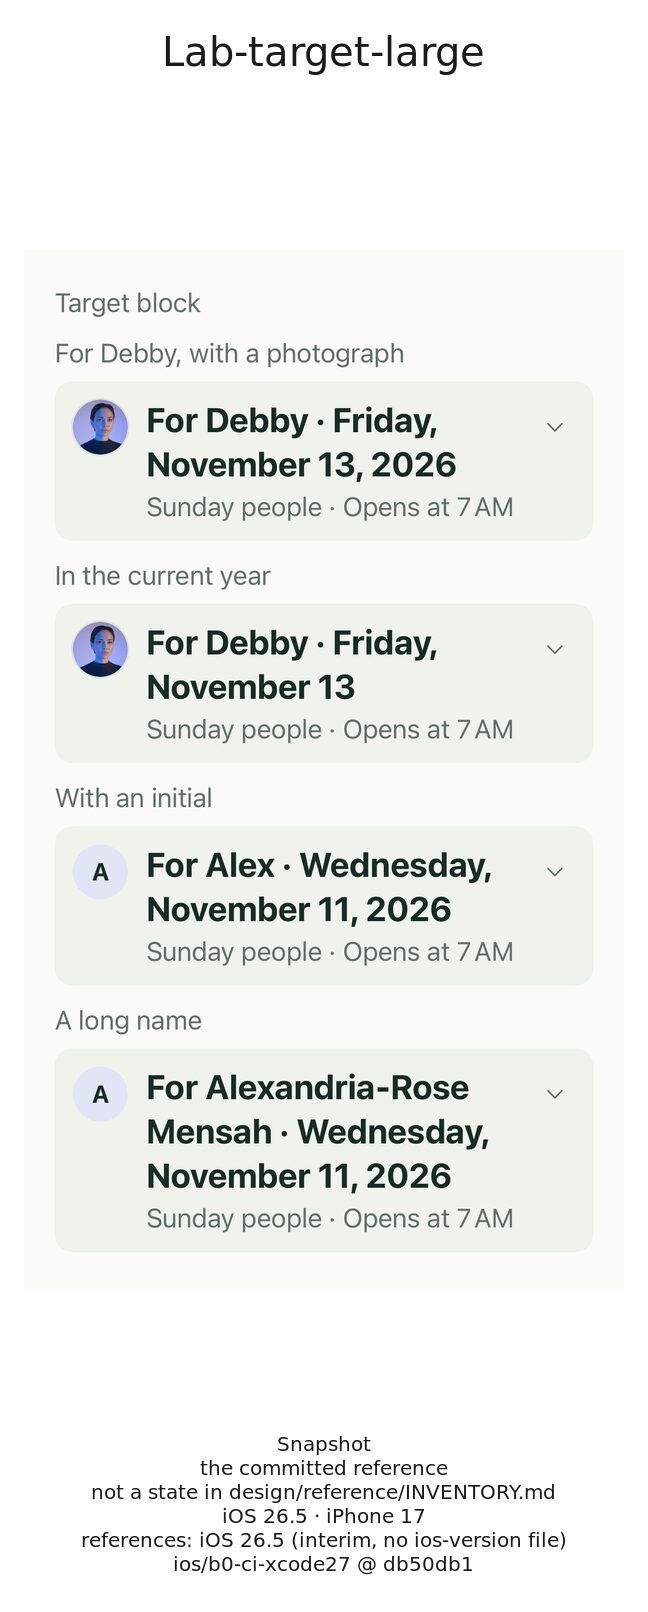 Lab-target-large
Target block
For Debby, with a photograph
For Debby · Friday,
November 13, 2026
Sunday people · Opens at 7 AM
In the current year
For Debby · Friday,
November 13
Sunday people · Opens at 7 AM
With an initial
A
For Alex · Wednesday,
November 11, 2026
Sunday people · Opens at 7 AM
A long name
A
For Alexandria-Rose
Mensah · Wednesday,
November 11, 2026
Sunday people · Opens at 7 AM
Snapshot
the committed reference
not a state in design/reference/INVENTORY.md
iOS 26.5 · iPhone 17
references: iOS 26.5 (interim, no ios-version file)
ios/b0-ci-xcode27 @ db50db1